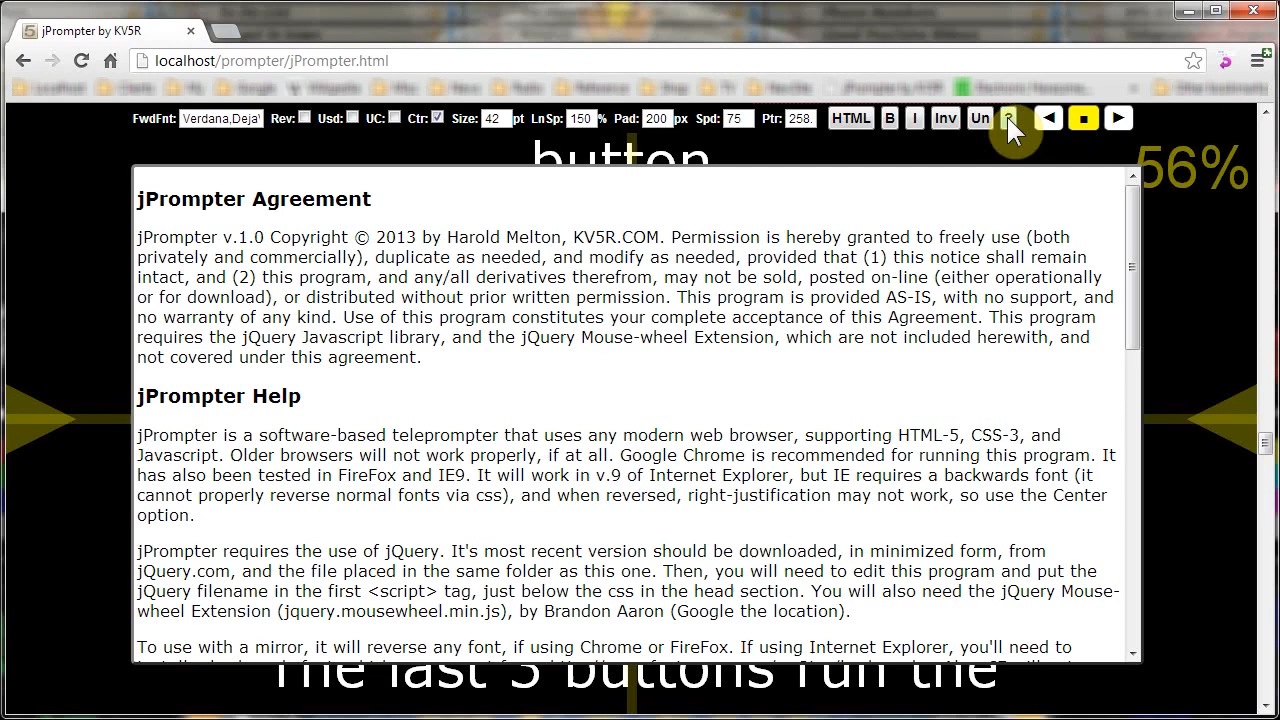 jPrompter by KV5R
localhost/prompter/jPrompter.html
FwdFnt: Verdana,Deja Rev: Usd: UC: Ctr: Size: 42 pt LnSp: 150 % Pad: 200 px Spd: 75 Ptr: 258. HTML B I Inv Un ?
button
56%
jPrompter Agreement
jPrompter v.1.0 Copyright © 2013 by Harold Melton, KV5R.COM. Permission is hereby granted to freely use (both
privately and commercially), duplicate as needed, and modify as needed, provided that (1) this notice shall remain
intact, and (2) this program, and any/all derivatives therefrom, may not be sold, posted on-line (either operationally
or for download), or distributed without prior written permission. This program is provided AS-IS, with no support, and
no warranty of any kind. Use of this program constitutes your complete acceptance of this Agreement. This program
requires the jQuery Javascript library, and the jQuery Mouse-wheel Extension, which are not included herewith, and
not covered under this agreement.
jPrompter Help
jPrompter is a software-based teleprompter that uses any modern web browser, supporting HTML-5, CSS-3, and
Javascript. Older browsers will not work properly, if at all. Google Chrome is recommended for running this program. It
has also been tested in FireFox and IE9. It will work in v.9 of Internet Explorer, but IE requires a backwards font (it
cannot properly reverse normal fonts via css), and when reversed, right-justification may not work, so use the Center
option.
jPrompter requires the use of jQuery. It's most recent version should be downloaded, in minimized form, from
jQuery.com, and the file placed in the same folder as this one. Then, you will need to edit this program and put the
jQuery filename in the first <script> tag, just below the css in the head section. You will also need the jQuery Mouse-
wheel Extension (jquery.mousewheel.min.js), by Brandon Aaron (Google the location).
To use with a mirror, it will reverse any font, if using Chrome or FireFox. If using Internet Explorer, you'll need to
The last 3 buttons run the